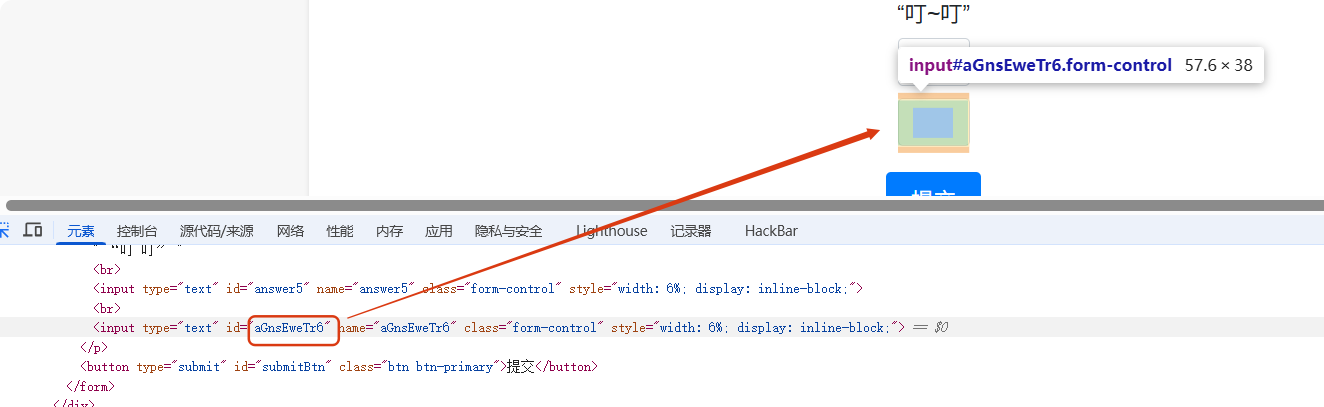 “叮~叮”
input#aGnsEweTr6.form-control 57.6 × 38
提交
元素 控制台 源代码/来源 网络 性能 内存 应用 隐私与安全 Lighthouse 记录器 HackBar
<br>
<input type="text" id="answer5" name="answer5" class="form-control" style="width: 6%; display: inline-block;">
<br>
<input type="text" id="aGnsEweTr6" name="aGnsEweTr6" class="form-control" style="width: 6%; display: inline-block;"> == $0
</p>
<button type="submit" id="submitBtn" class="btn btn-primary">提交</button>
</form>
</div>